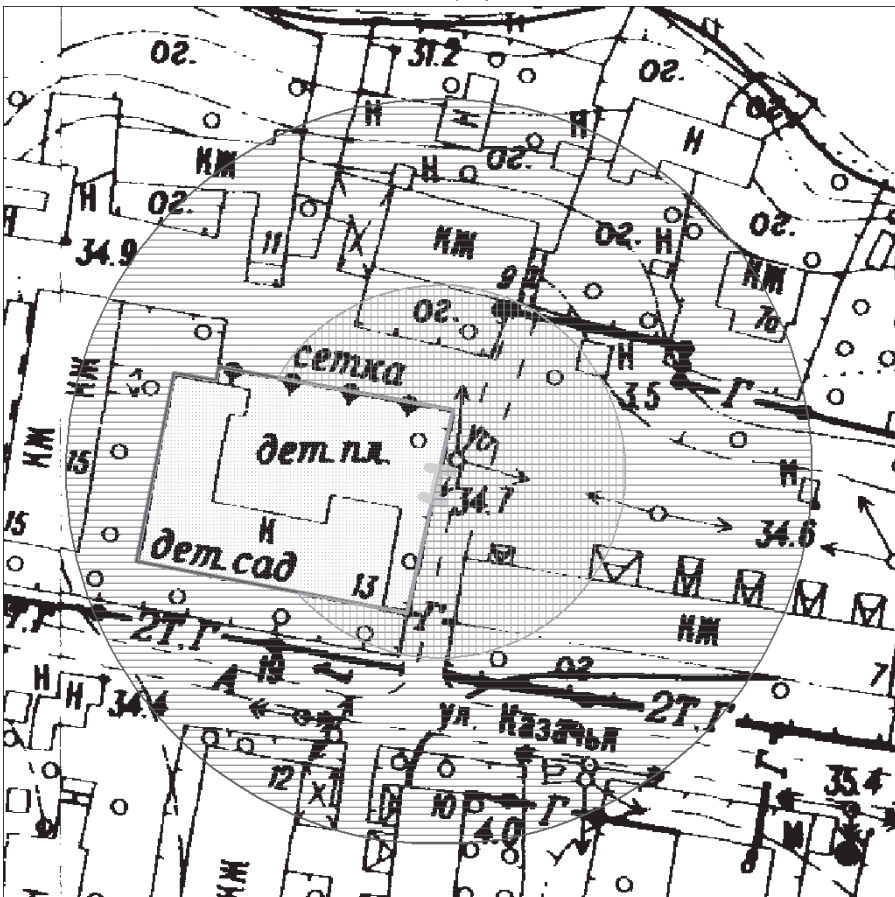 ог.
31.2
ог.
Н
Н
Н
Н
КЖ
Н
ог.
Н
ог.
34.9
11
КЖ
ог.
Н
ог.
КЖ
7а
9
ог.
Н
3.5
Г
сетка
КЖ
КЖ
15
15
дет. пл.
34.7
Н
34.6
Н
дет. сад
13
Г
КЖ
7
2Т.Г
19
А
ог
Н
Н
34.4
2Т.Г
ул. Казачья
12
10
4.0
Г
35.4
Н
КЖ